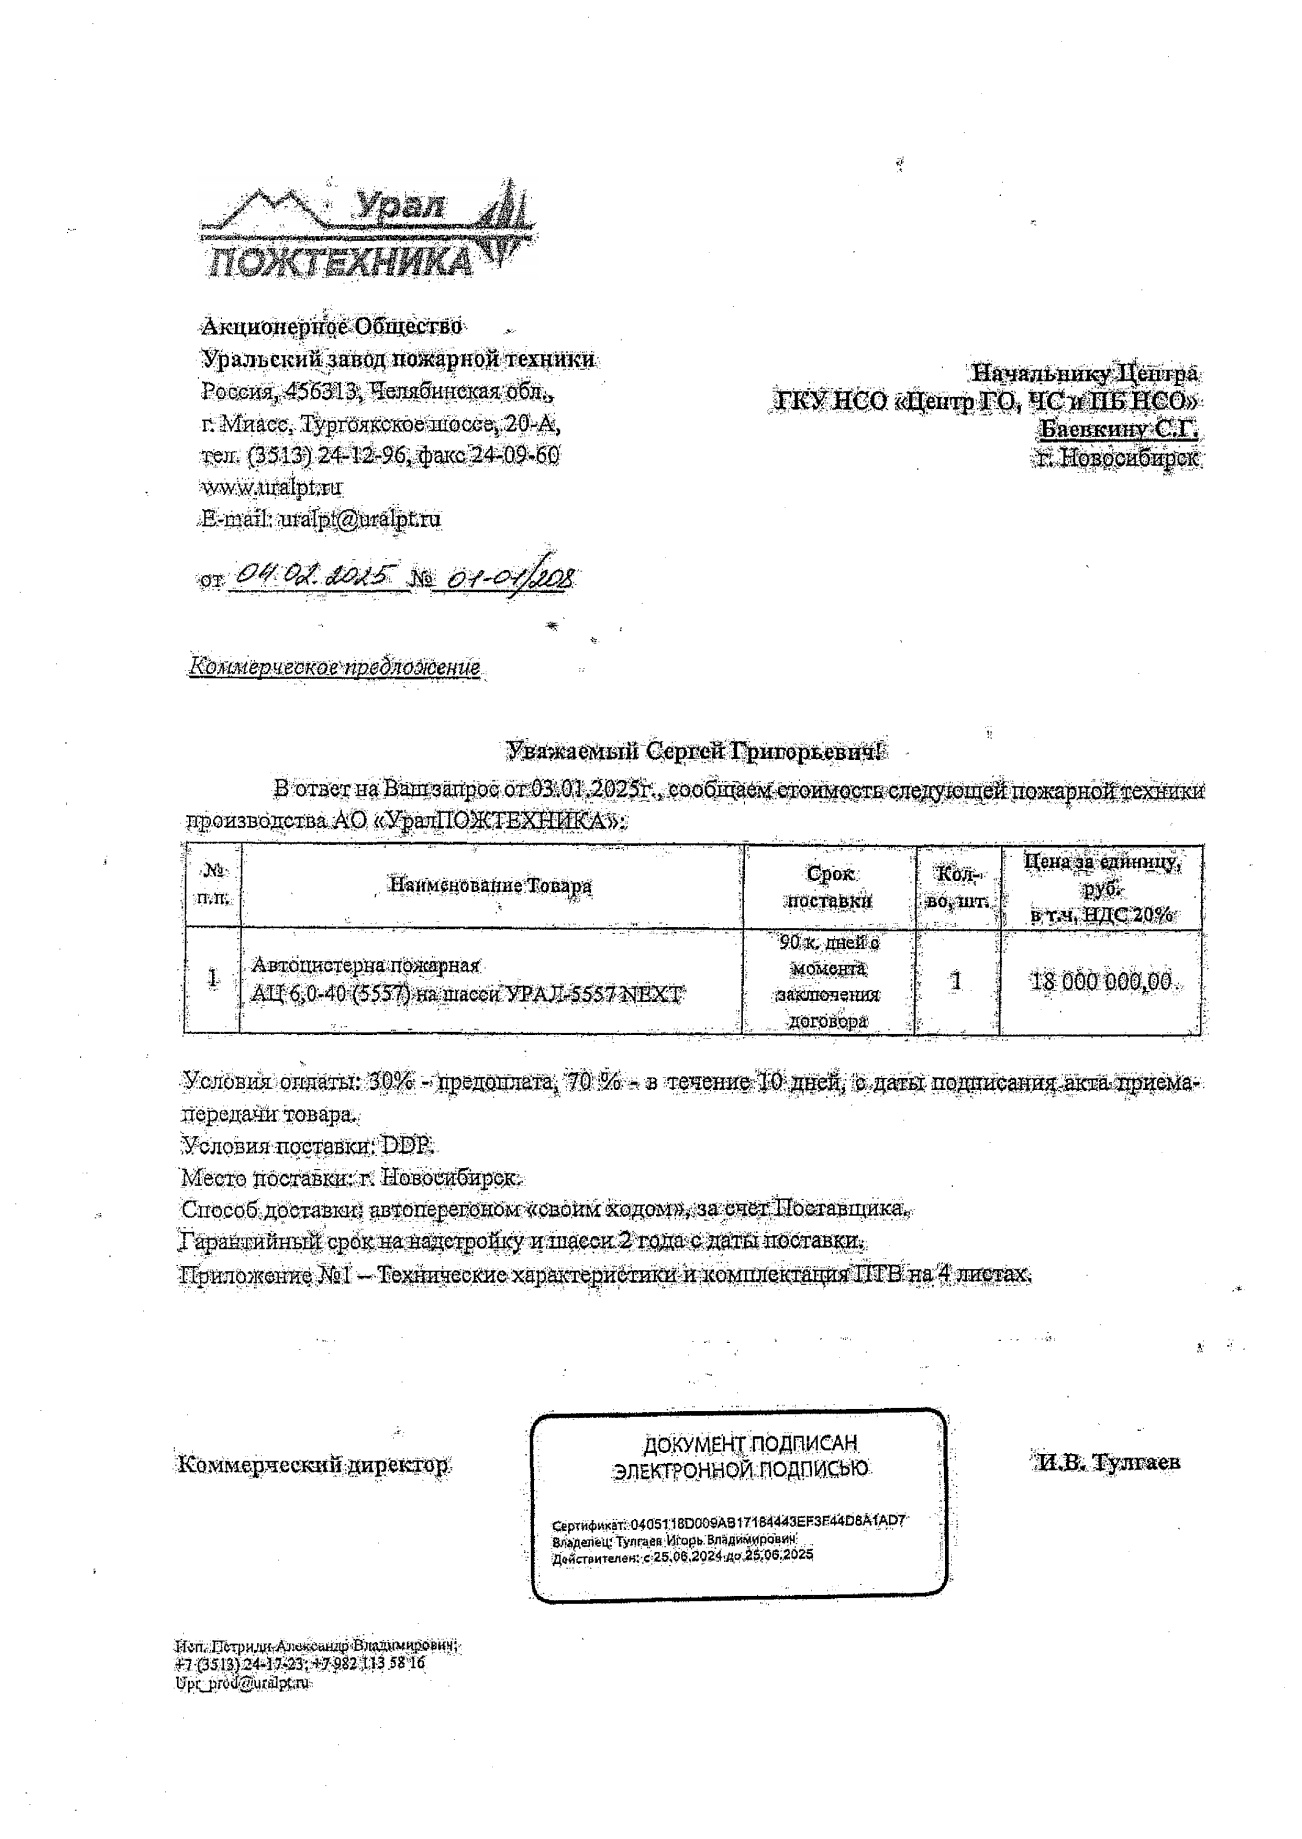 Урал
ПОЖТЕХНИКА
Акционерное Общество
Уральский завод пожарной техники
Россия, 456313, Челябинская обл.,
г. Миасс, Тургоякское шоссе, 20-А,
тел. (3513) 24-12-96, факс 24-09-60
www.uralpt.ru
E-mail: uralpt@uralpt.ru
от 04.02.2025 № 01-01/208
Начальнику Центра
ГКУ НСО «Центр ГО, ЧС и ПБ НСО»
Баевкину С.Г.
г. Новосибирск
Коммерческое предложение
Уважаемый Сергей Григорьевич!
В ответ на Ваш запрос от 03.01.2025г., сообщаем стоимость следующей пожарной техники
производства АО «УралПОЖТЕХНИКА»:
№
п.п.
Наименование Товара
Срок
поставки
Кол-
во, шт.
Цена за единицу,
руб.
в т.ч. НДС 20%
1
Автоцистерна пожарная
АЦ 6,0-40 (5557) на шасси УРАЛ-5557 NEXT
90 к. дней с
момента
заключения
договора
1
18 000 000,00
Условия оплаты: 30% - предоплата, 70 % - в течение 10 дней, с даты подписания акта приема-
передачи товара.
Условия поставки: DDP.
Место поставки: г. Новосибирск.
Способ доставки: автоперегоном «своим ходом», за счет Поставщика.
Гарантийный срок на надстройку и шасси 2 года с даты поставки.
Приложение №1 – Технические характеристики и комплектация ПТВ на 4 листах.
Коммерческий директор
ДОКУМЕНТ ПОДПИСАН
ЭЛЕКТРОННОЙ ПОДПИСЬЮ
Сертификат: 0405118D009AB17184443EF3F44D8A1AD7
Владелец: Тулгаев Игорь Владимирович
Действителен: с 25.06.2024 до 25.06.2025
И.В. Тулгаев
Исп. Петриди Александр Владимирович;
+7 (3513) 24-17-23; +7 982 113 58 16
Upr_prod@uralpt.ru